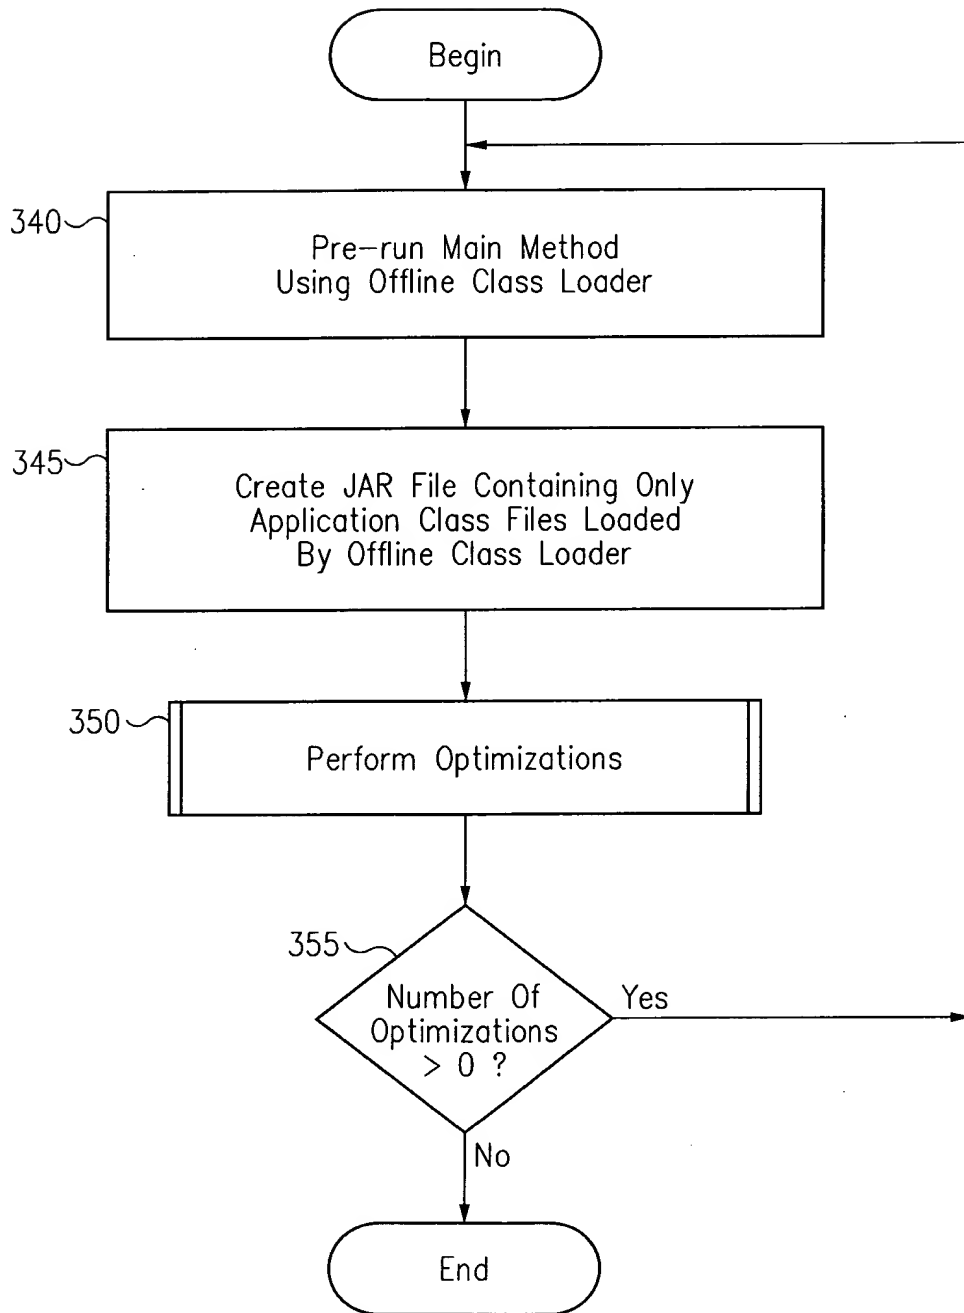 Begin
340
Pre-run Main Method
Using Offline Class Loader
345
Create JAR File Containing Only
Application Class Files Loaded
By Offline Class Loader
350
Perform Optimizations
355
Number Of
Optimizations
> 0 ?
Yes
No
End